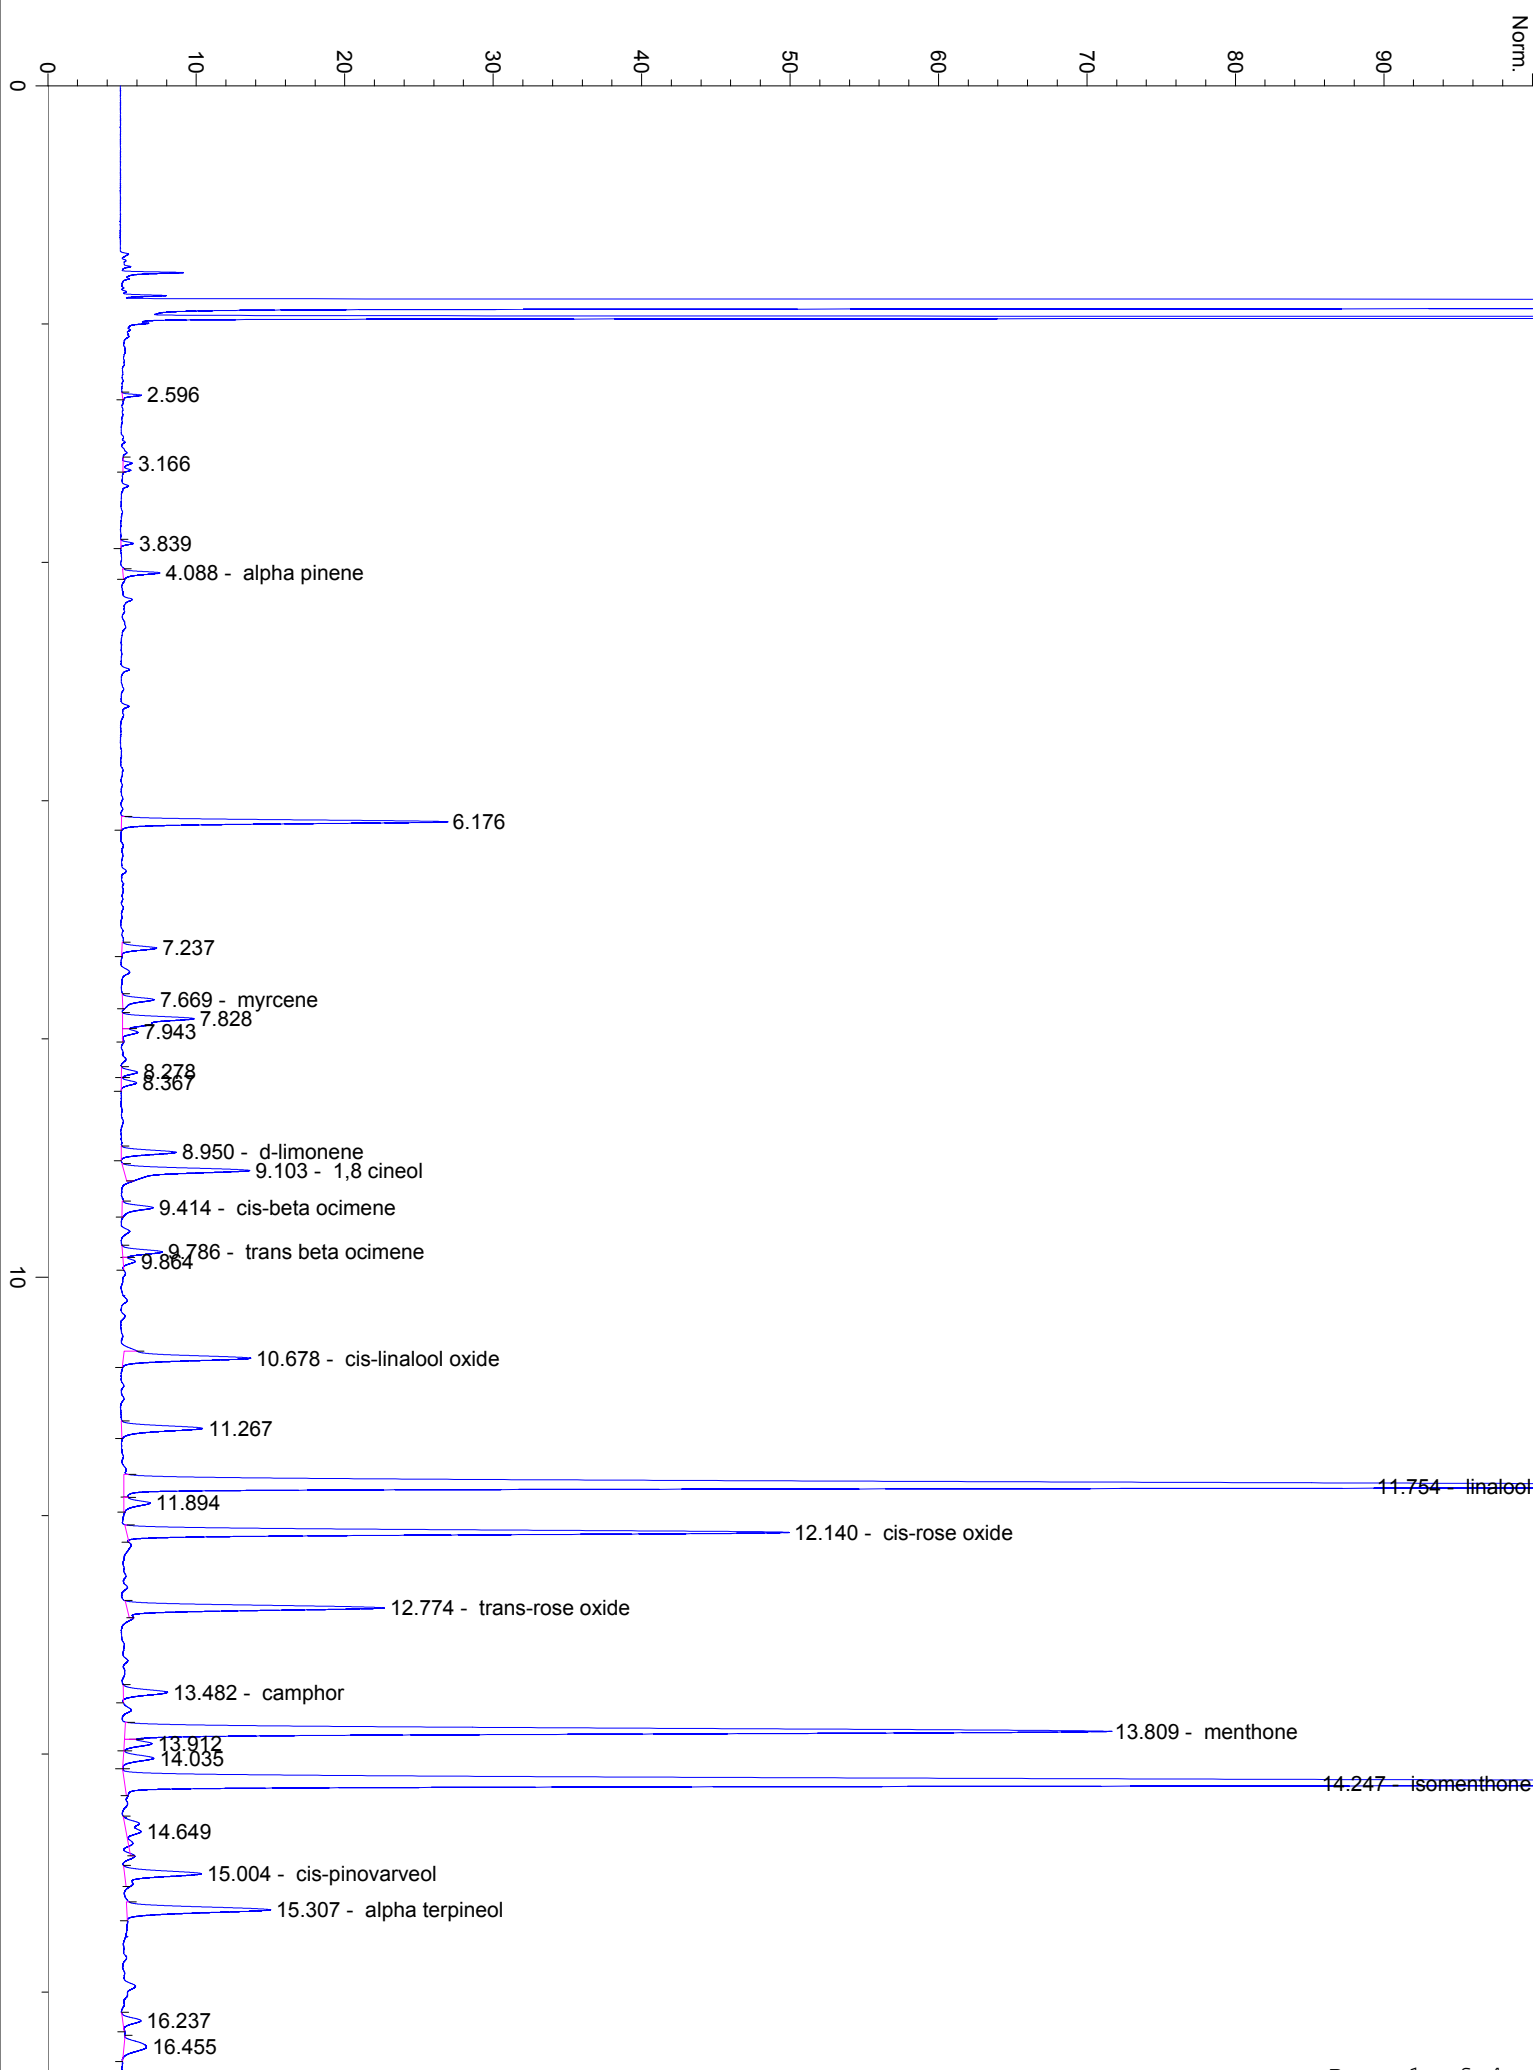 Norm.
0
10
20
30
40
50
60
70
80
90
0
2.596
3.166
3.839
4.088 - alpha pinene
6.176
7.237
7.669 - myrcene
7.828
7.943
8.278
8.367
8.950 - d-limonene
9.103 - 1,8 cineol
9.414 - cis-beta ocimene
9.786 - trans beta ocimene
9.864
10
10.678 - cis-linalool oxide
11.267
11.754 - linalool
11.894
12.140 - cis-rose oxide
12.774 - trans-rose oxide
13.482 - camphor
13.809 - menthone
13.912
14.035
14.247 - isomenthone
14.649
15.004 - cis-pinovarveol
15.307 - alpha terpineol
16.237
16.455